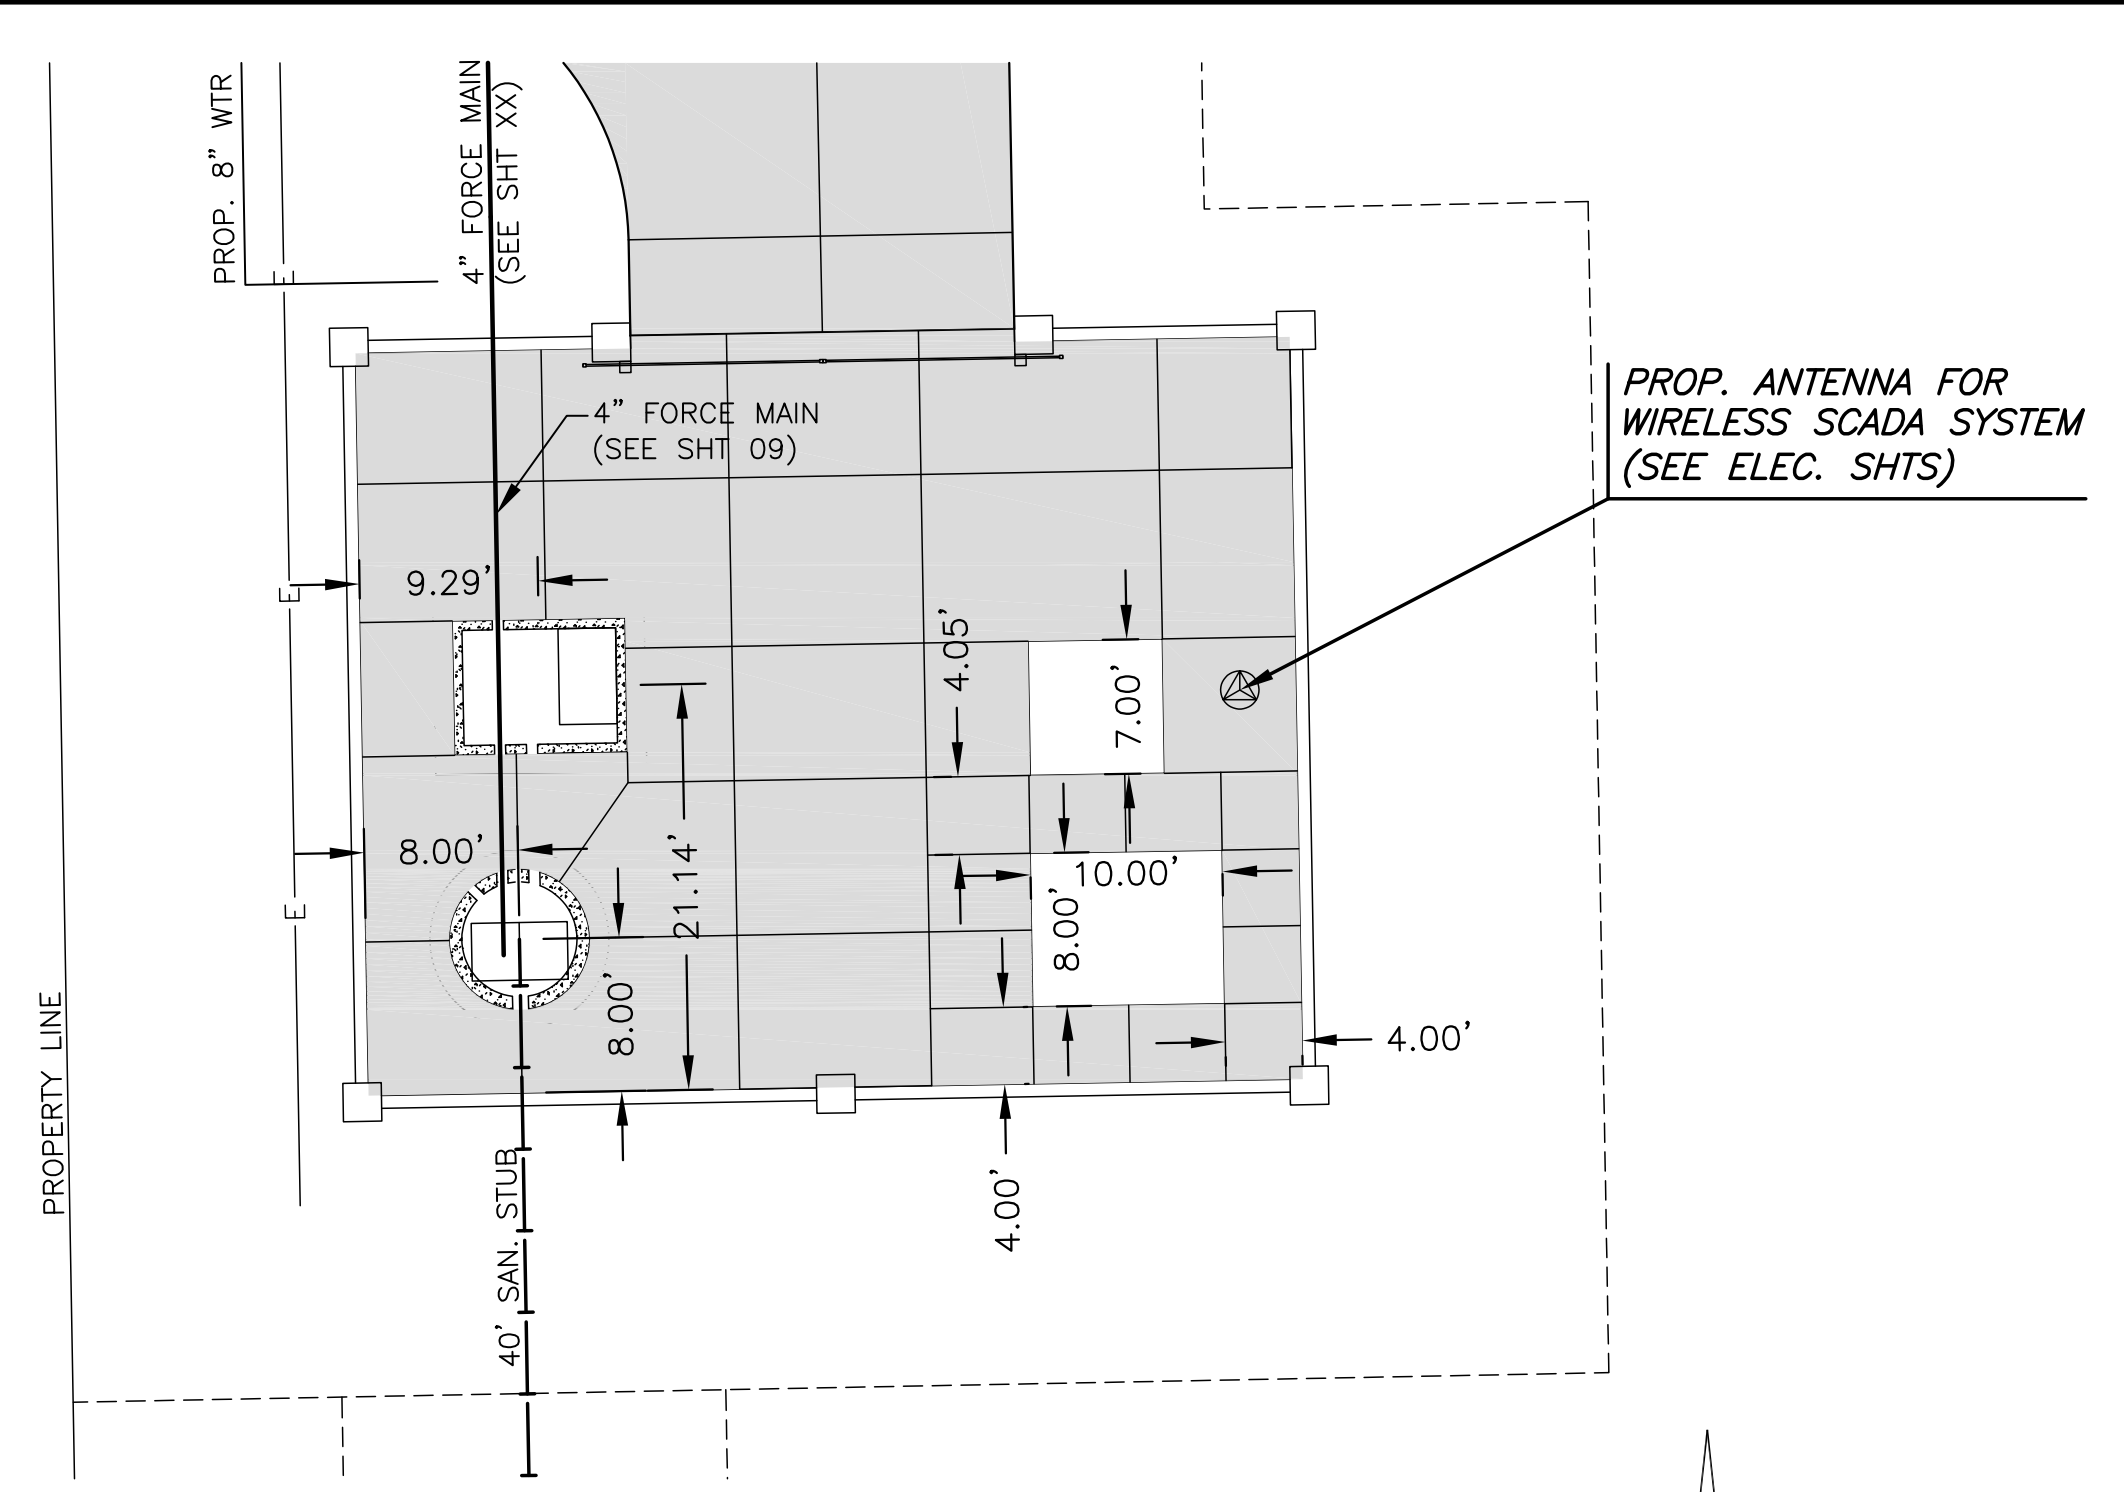 PROP. 8" WTR
4" FORCE MAIN
(SEE SHT XX)
E
PROP. ANTENNA FOR
WIRELESS SCADA SYSTEM
(SEE ELEC. SHTS)
4" FORCE MAIN
(SEE SHT 09)
9.29'
E
4.05'
7.00'
8.00'
21.14'
10.00'
8.00'
E
8.00'
4.00'
4.00'
PROPERTY LINE
40' SAN. STUB